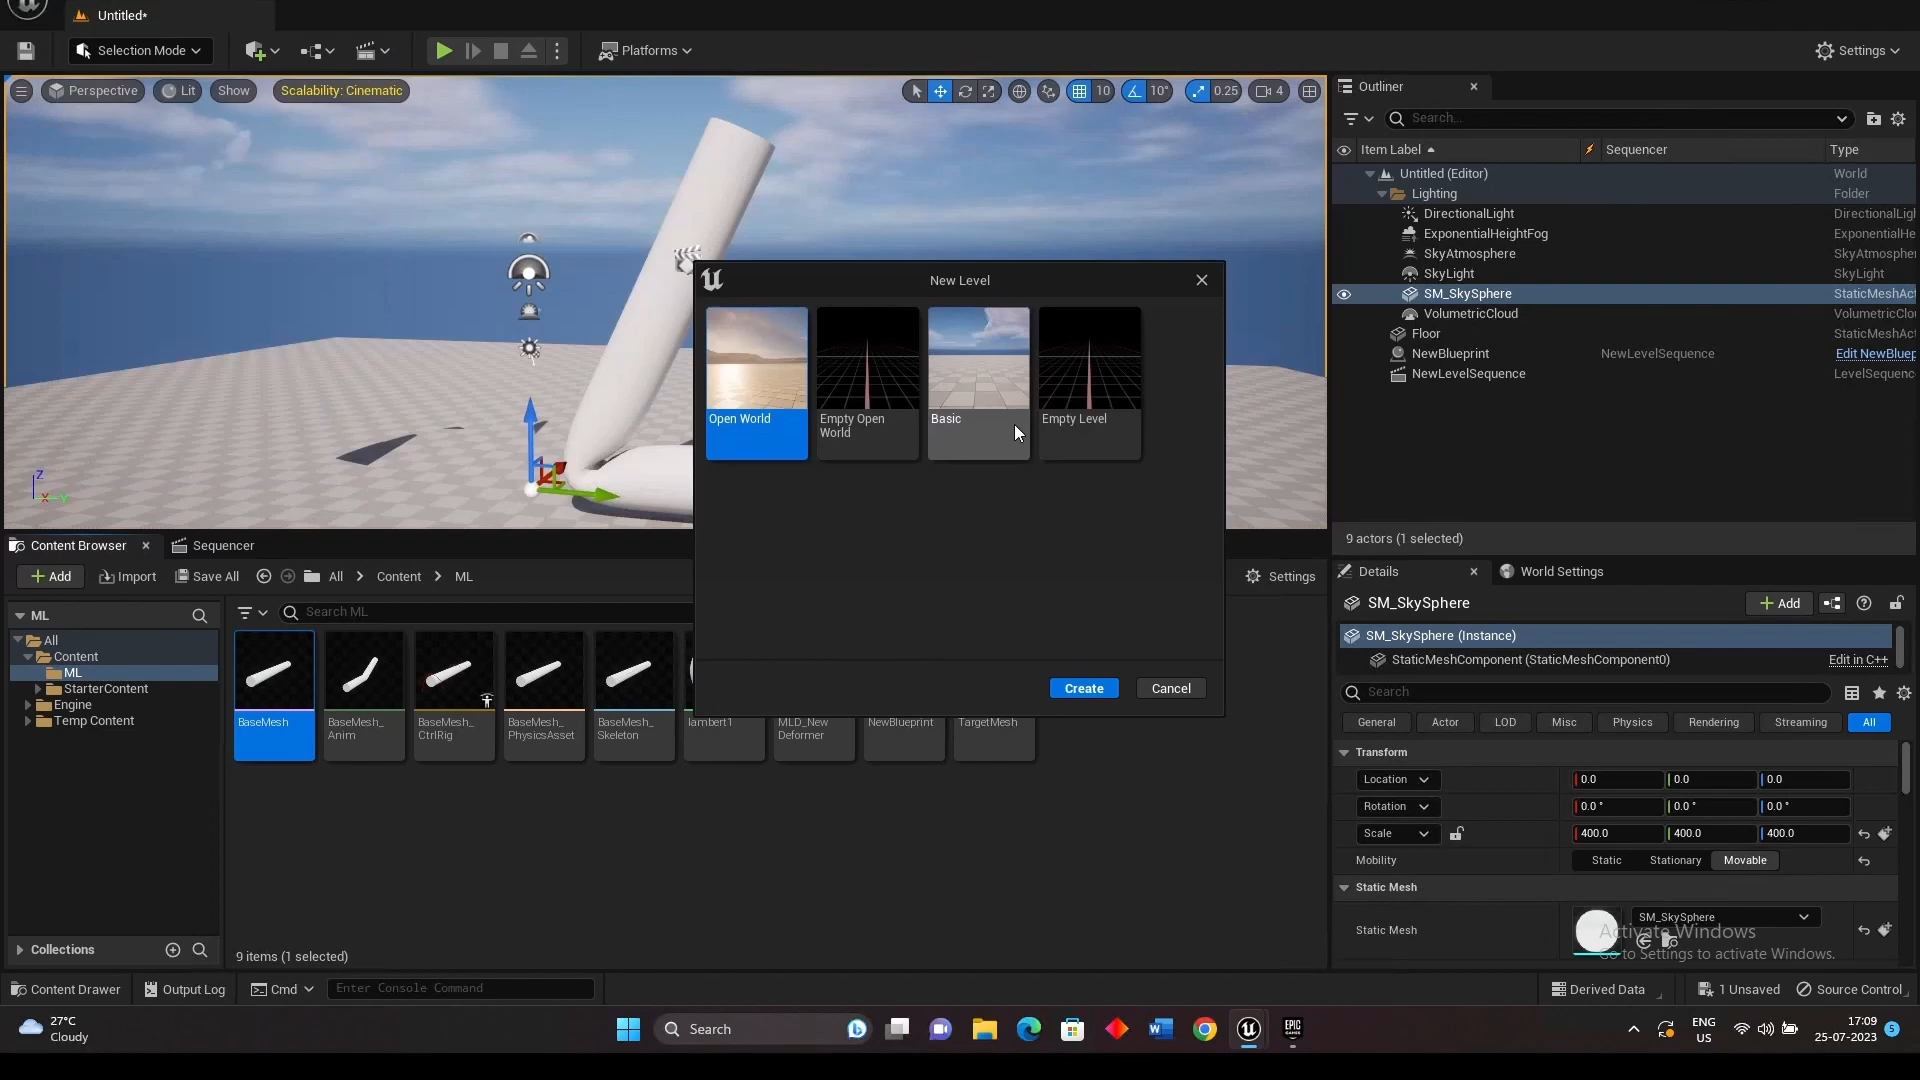 Untitled*
Selection Mode
Platforms
Settings
Perspective
Lit
Show
Scalability: Cinematic
10
10°
0.25
4
Outliner
Search...
Item Label
Sequencer
Type
Untitled (Editor)
World
Lighting
Folder
DirectionalLight
DirectionalLigh
ExponentialHeightFog
ExponentialHe
SkyAtmosphere
SkyAtmospher
SkyLight
SkyLight
SM_SkySphere
StaticMeshAct
VolumetricCloud
VolumetricClou
Floor
StaticMeshAct
NewBlueprint
NewLevelSequence
Edit NewBluep
NewLevelSequence
LevelSequenc
9 actors (1 selected)
New Level
Open World
Empty Open
World
Basic
Empty Level
Create
Cancel
Z
X
Y
Content Browser
Sequencer
Add
Import
Save All
All
Content
ML
Settings
ML
Search ML
All
Content
ML
StarterContent
Engine
Temp Content
BaseMesh
BaseMesh_
Anim
BaseMesh_
CtrlRig
BaseMesh_
PhysicsAsset
BaseMesh_
Skeleton
lambert1
MLD_New
Deformer
NewBlueprint
TargetMesh
Collections
9 items (1 selected)
Details
World Settings
SM_SkySphere
Add
SM_SkySphere (Instance)
StaticMeshComponent (StaticMeshComponent0)
Edit in C++
Search
General
Actor
LOD
Misc
Physics
Rendering
Streaming
All
Transform
Location
0.0
0.0
0.0
Rotation
0.0 °
0.0 °
0.0 °
Scale
400.0
400.0
400.0
Mobility
Static
Stationary
Movable
Static Mesh
Static Mesh
SM_SkySphere
Activate Windows
Go to Settings to activate Windows.
Content Drawer
Output Log
Cmd
Enter Console Command
Derived Data
1 Unsaved
Source Control
27°C
Cloudy
Search
EPIC
GAMES
ENG
US
17:09
25-07-2023
5